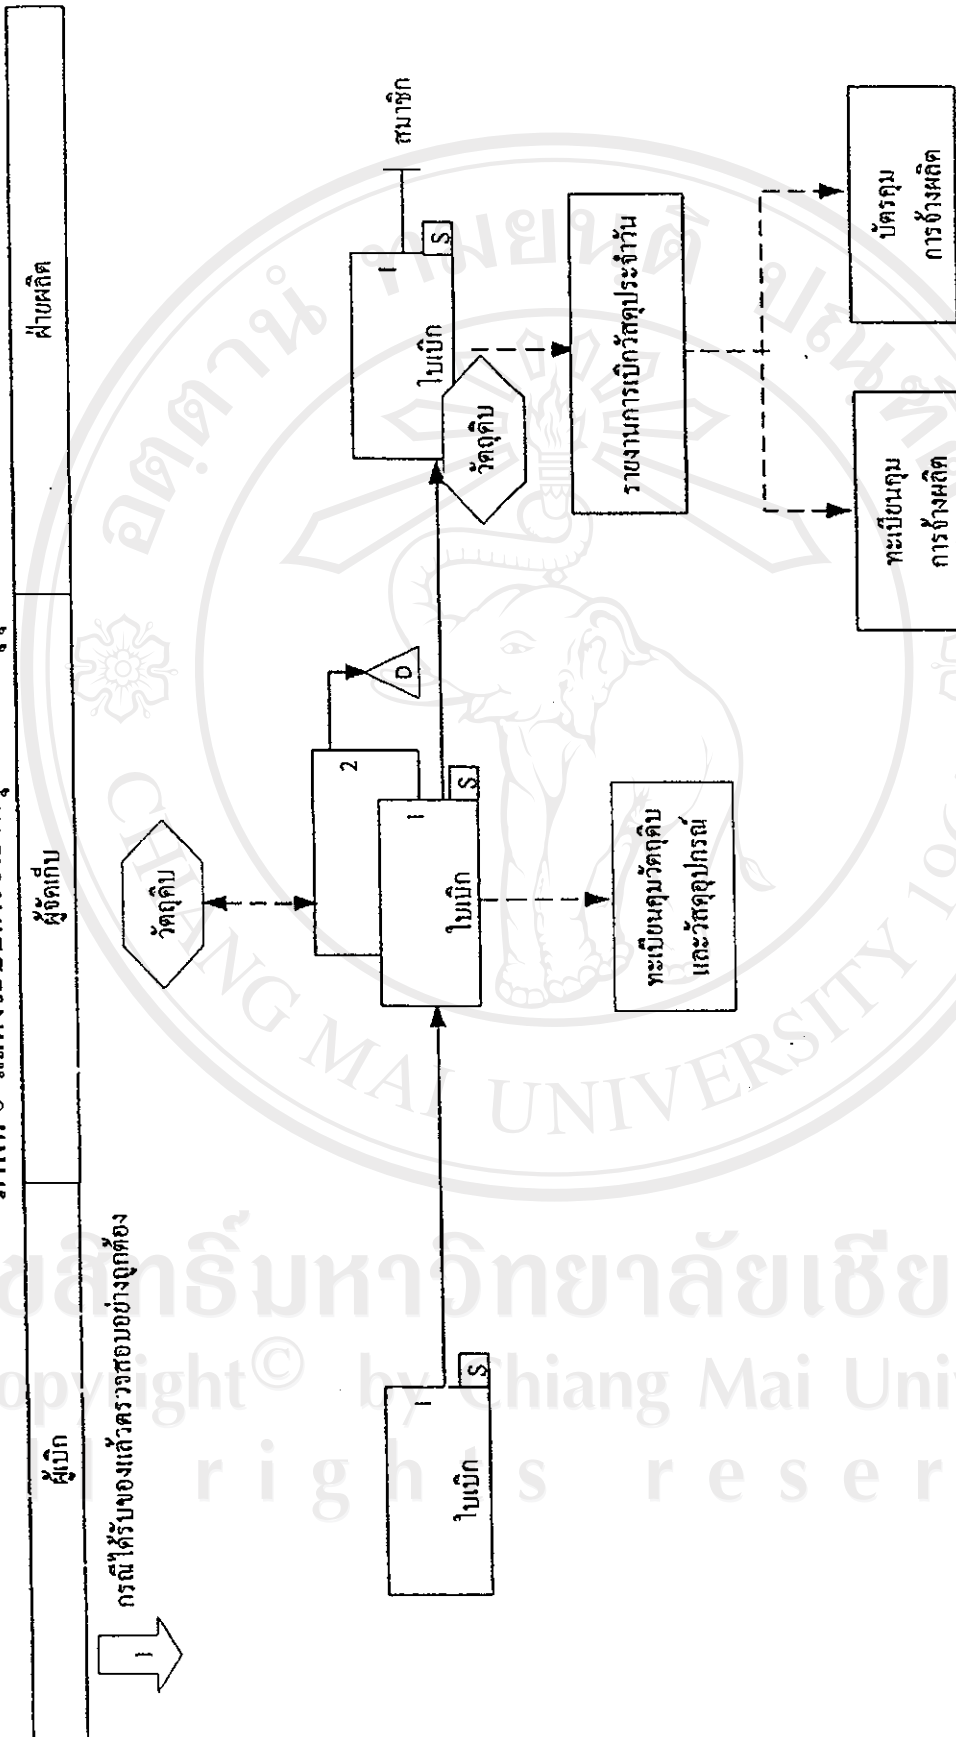 ผู้เบิก
ผู้จัดเก็บ
ฝ่ายผลิต
1
กรณีได้รับของแล้วตรวจสอบอย่างถูกต้อง
1
ใบเบิก
S
วัตถุดิบ
2
1
ใบเบิก
S
D
ทะเบียนคุมวัตถุดิบ
และวัสดุอุปกรณ์
1
ใบเบิก
S
สมาชิก
วัตถุดิบ
รายงานการเบิกวัสดุประจำวัน
ทะเบียนคุม
การจ้างผลิต
บัตรคุม
การจ้างผลิต
CHIANG MAI UNIVERSITY
สิทธิ์มหาวิทยาลัยเชีย
opyright © by Chiang Mai Uni
rights reser